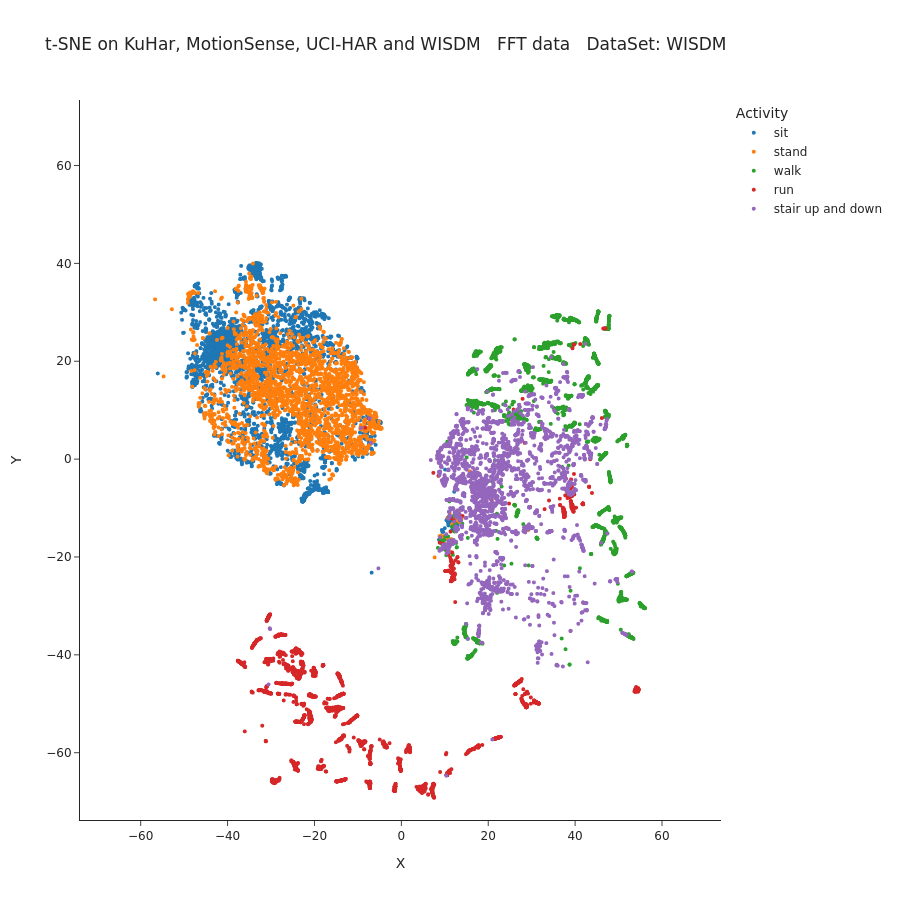 t-SNE on KuHar, MotionSense, UCI-HAR and WISDM   FFT data   DataSet: WISDM
Activity
sit
stand
walk
run
stair up and down
60
40
20
0
−20
−40
−60
Y
−60
−40
−20
0
20
40
60
X